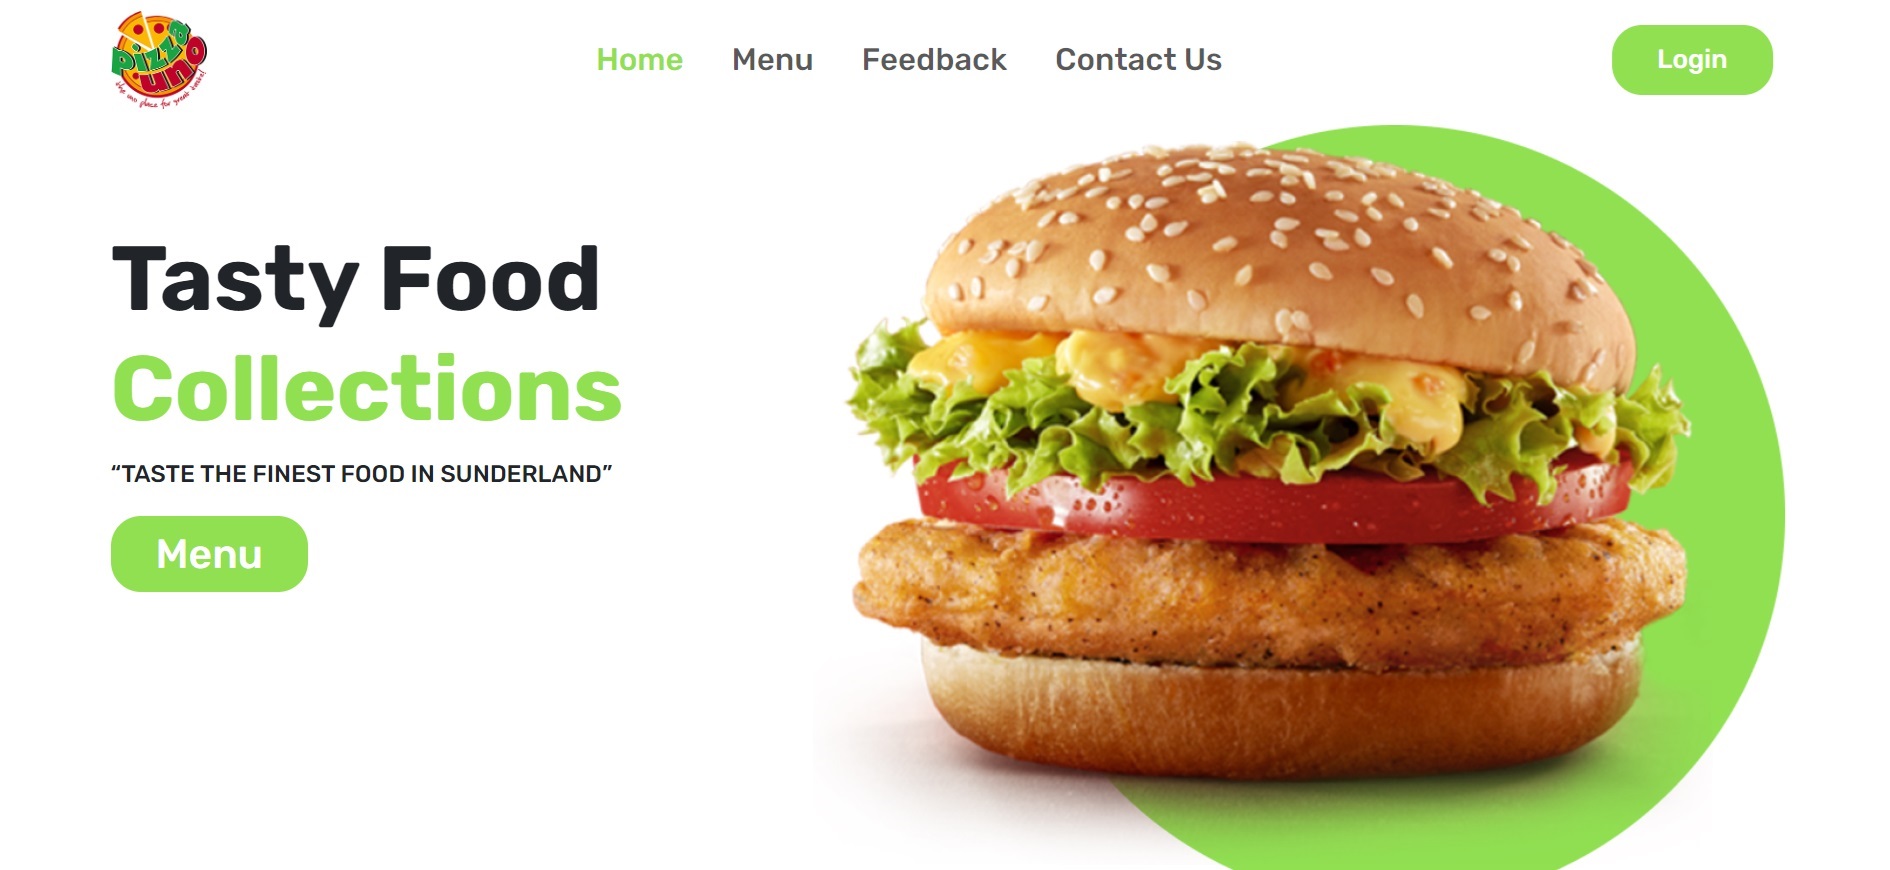 Pizza
uno
the uno place for great taste!
Home
Menu
Feedback
Contact Us
Login
Tasty Food
Collections
“TASTE THE FINEST FOOD IN SUNDERLAND”
Menu